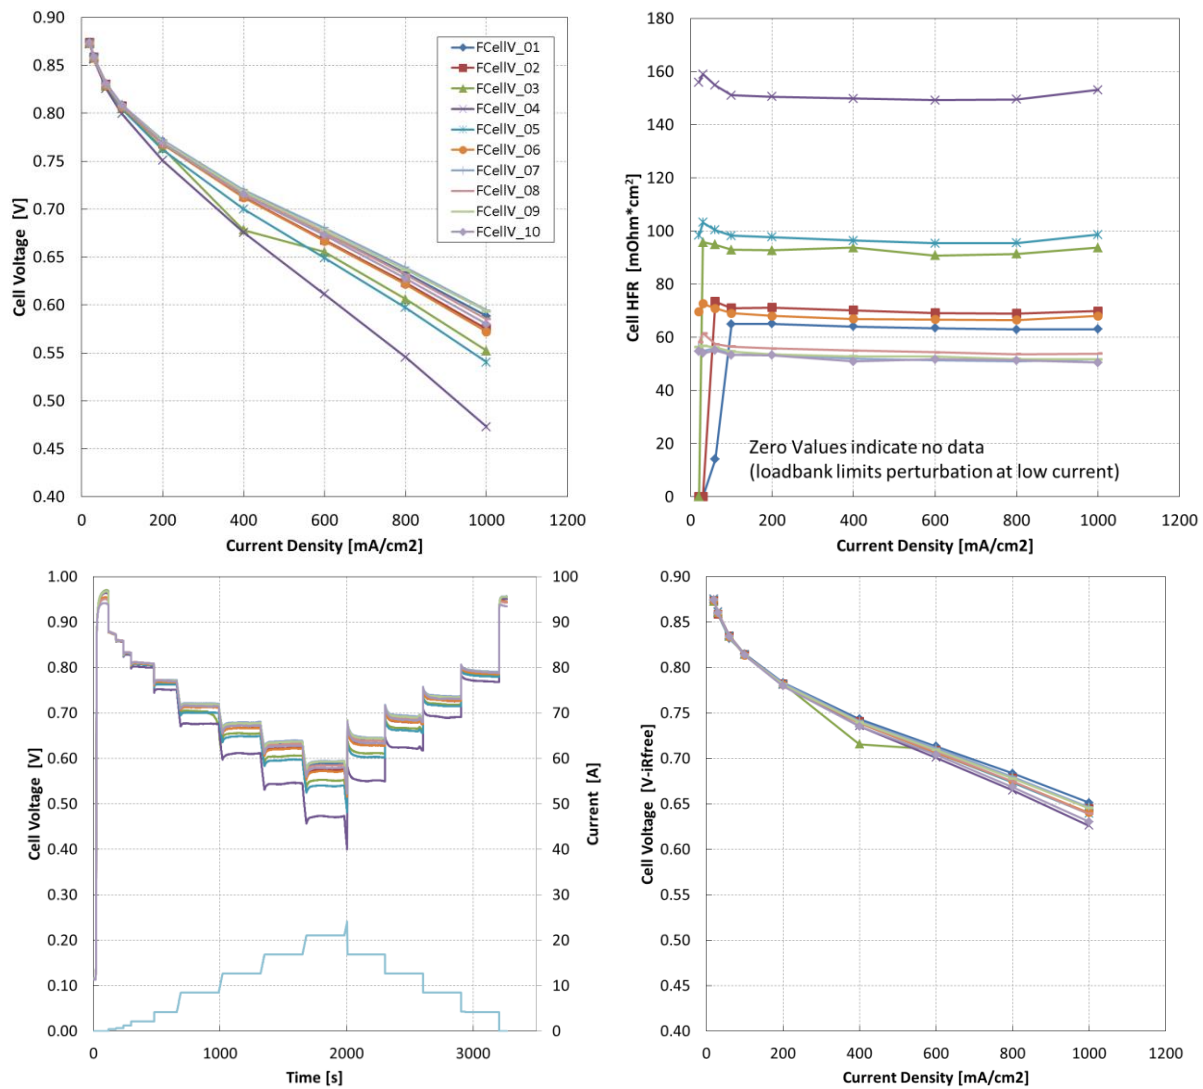 0.90
0.85
0.80
0.75
0.70
0.65
0.60
0.55
0.50
0.45
0.40
Cell Voltage [V]
FCellV_01
FCellV_02
FCellV_03
FCellV_04
FCellV_05
FCellV_06
FCellV_07
FCellV_08
FCellV_09
FCellV_10
0 200 400 600 800 1000 1200
Current Density [mA/cm2]
180
160
140
120
100
80
60
40
20
0
Cell HFR [mOhm*cm²]
Zero Values indicate no data
(loadbank limits perturbation at low current)
0 200 400 600 800 1000 1200
Current Density [mA/cm2]
1.00
0.90
0.80
0.70
0.60
0.50
0.40
0.30
0.20
0.10
0.00
Cell Voltage [V]
100
90
80
70
60
50
40
30
20
10
0
Current [A]
0 1000 2000 3000
Time [s]
0.90
0.85
0.80
0.75
0.70
0.65
0.60
0.55
0.50
0.45
0.40
Cell Voltage [V-iRfree]
0 200 400 600 800 1000 1200
Current Density [mA/cm2]